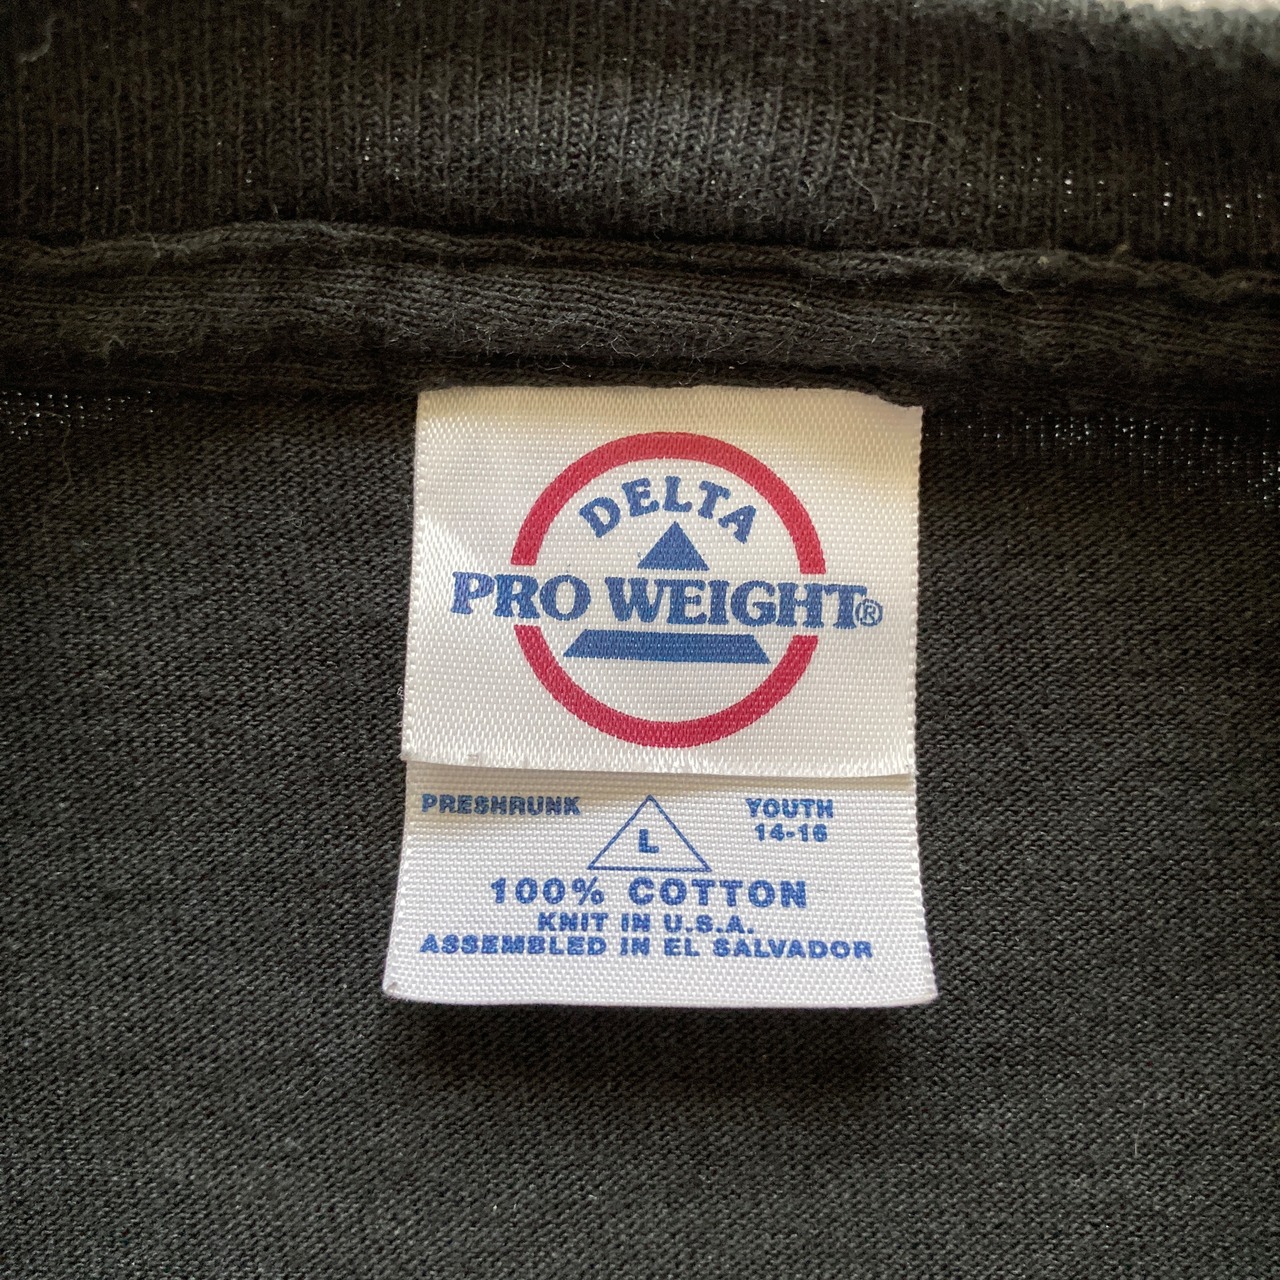 DELTA
PRO WEIGHT®
PRESHRUNK
L
YOUTH
14-16
100% COTTON
KNIT IN U.S.A.
ASSEMBLED IN EL SALVADOR